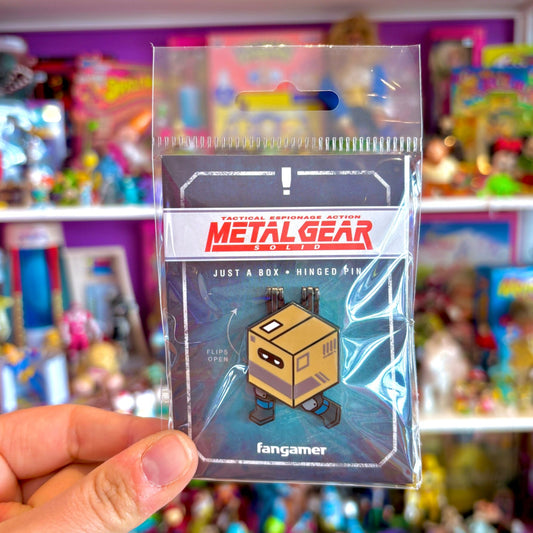 !
TACTICAL ESPIONAGE ACTION
METAL GEAR
SOLID
JUST A BOX • HINGED PIN
FLIPS
OPEN
fangamer